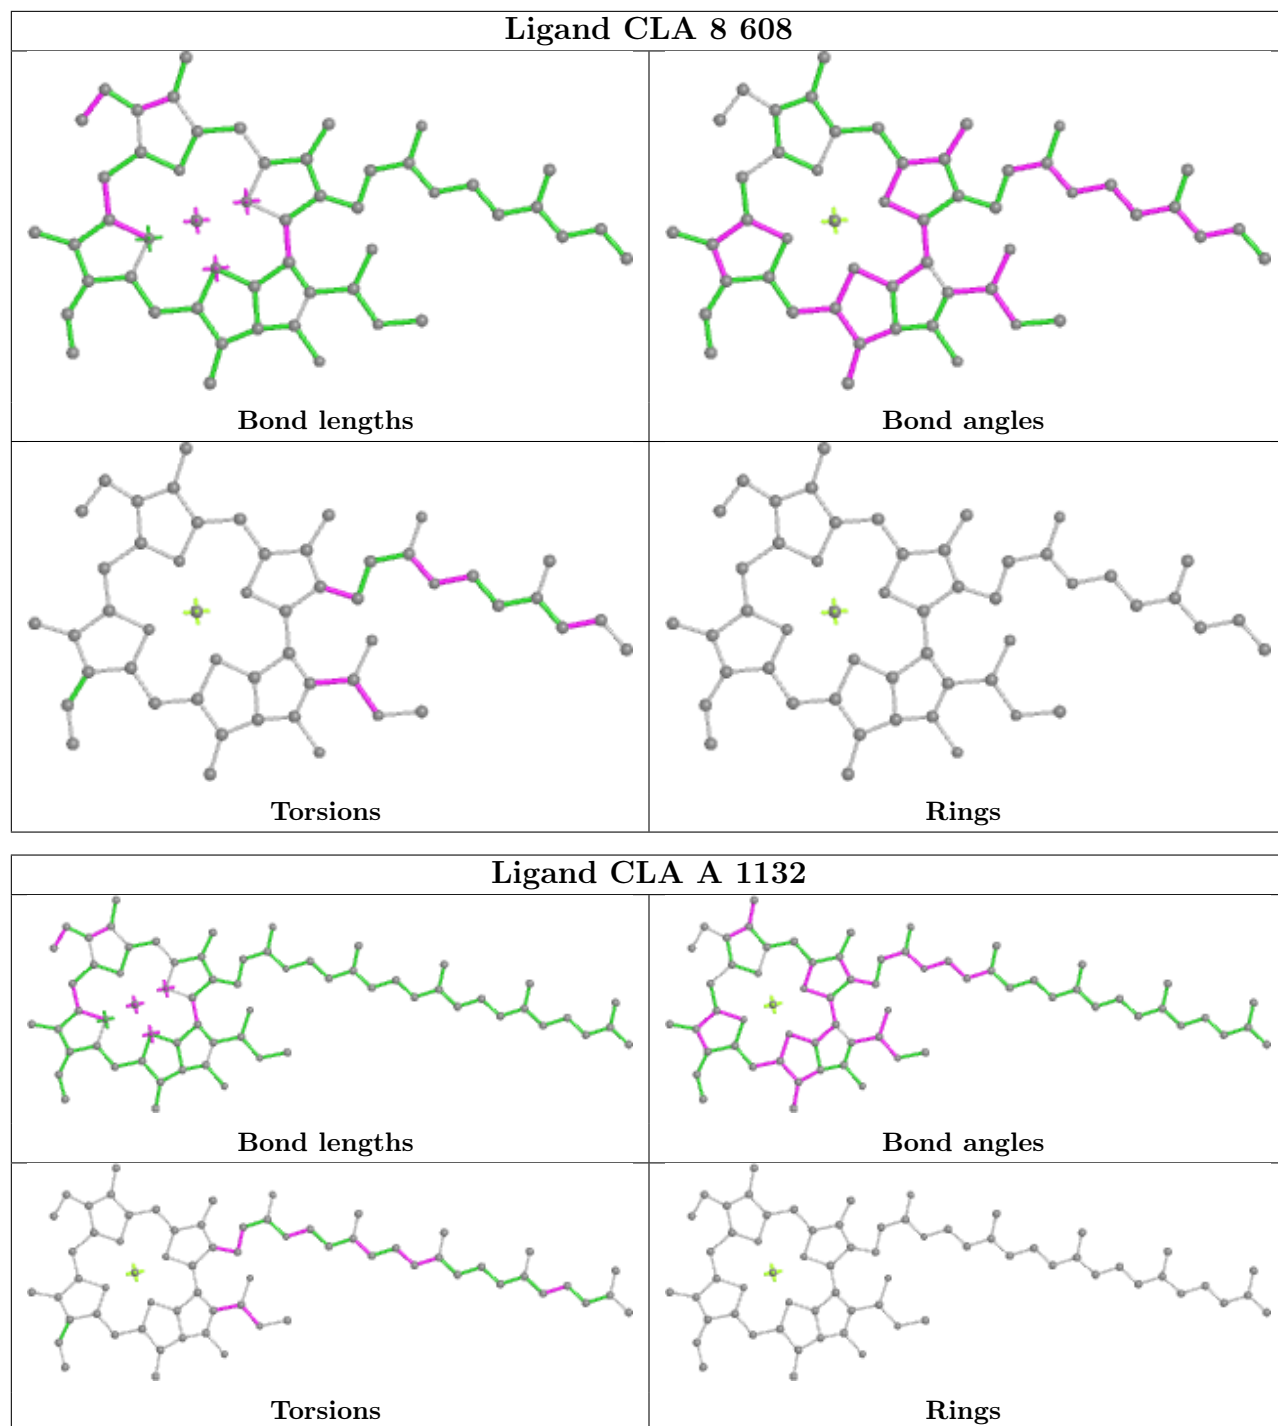 Ligand CLA 8 608
Bond lengths
Bond angles
Torsions
Rings
Ligand CLA A 1132
Bond lengths
Bond angles
Torsions
Rings